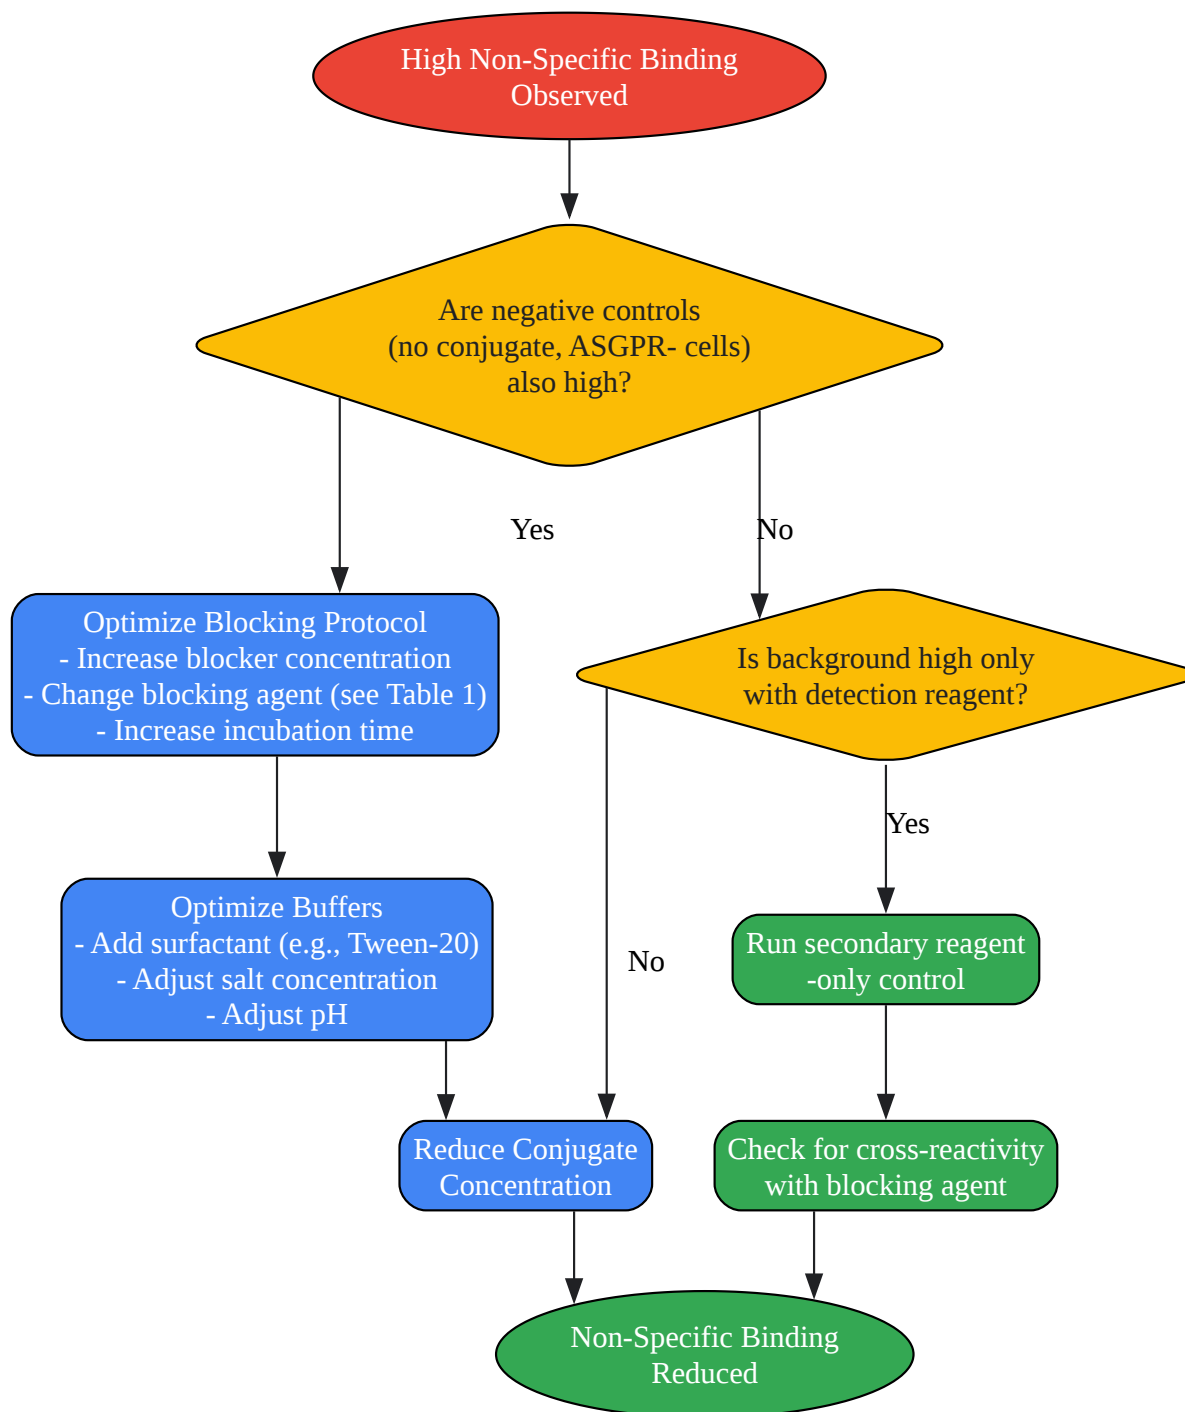 High Non-Specific Binding
Observed
Are negative controls
(no conjugate, ASGPR- cells)
also high?
Yes
No
Optimize Blocking Protocol
- Increase blocker concentration
- Change blocking agent (see Table 1)
- Increase incubation time
Is background high only
with detection reagent?
Yes
Optimize Buffers
- Add surfactant (e.g., Tween-20)
- Adjust salt concentration
- Adjust pH
No
Run secondary reagent
-only control
Reduce Conjugate
Concentration
Check for cross-reactivity
with blocking agent
Non-Specific Binding
Reduced